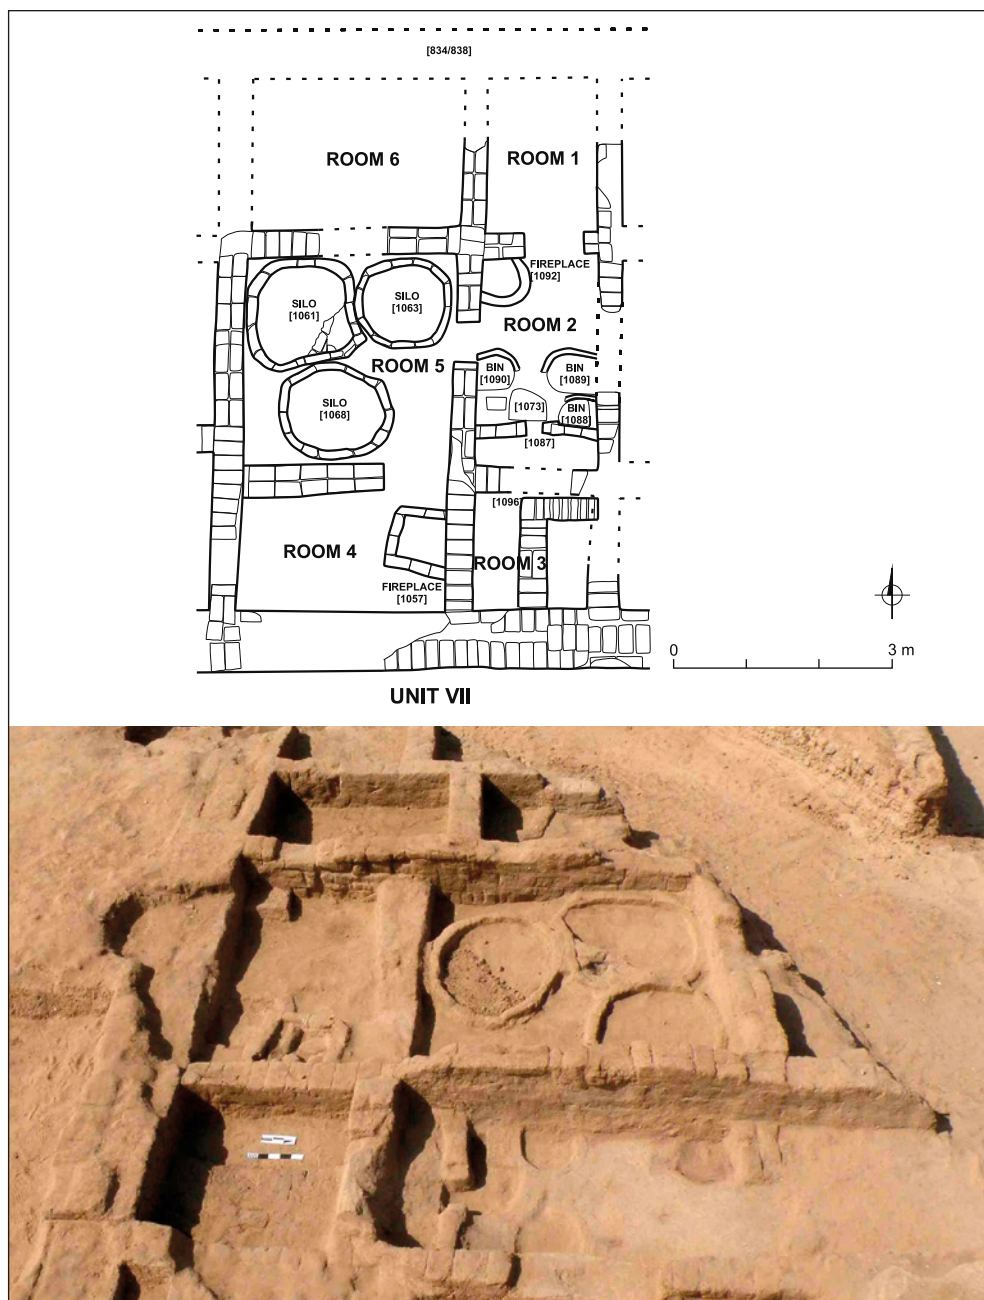 [834/838]
ROOM 6
ROOM 1
FIREPLACE
[1092]
SILO
[1061]
SILO
[1063]
ROOM 2
ROOM 5
BIN
[1090]
BIN
[1089]
SILO
[1068]
[1073]
BIN
[1088]
[1087]
[1096]
ROOM 4
ROOM 3
FIREPLACE
[1057]
0
3 m
UNIT VII